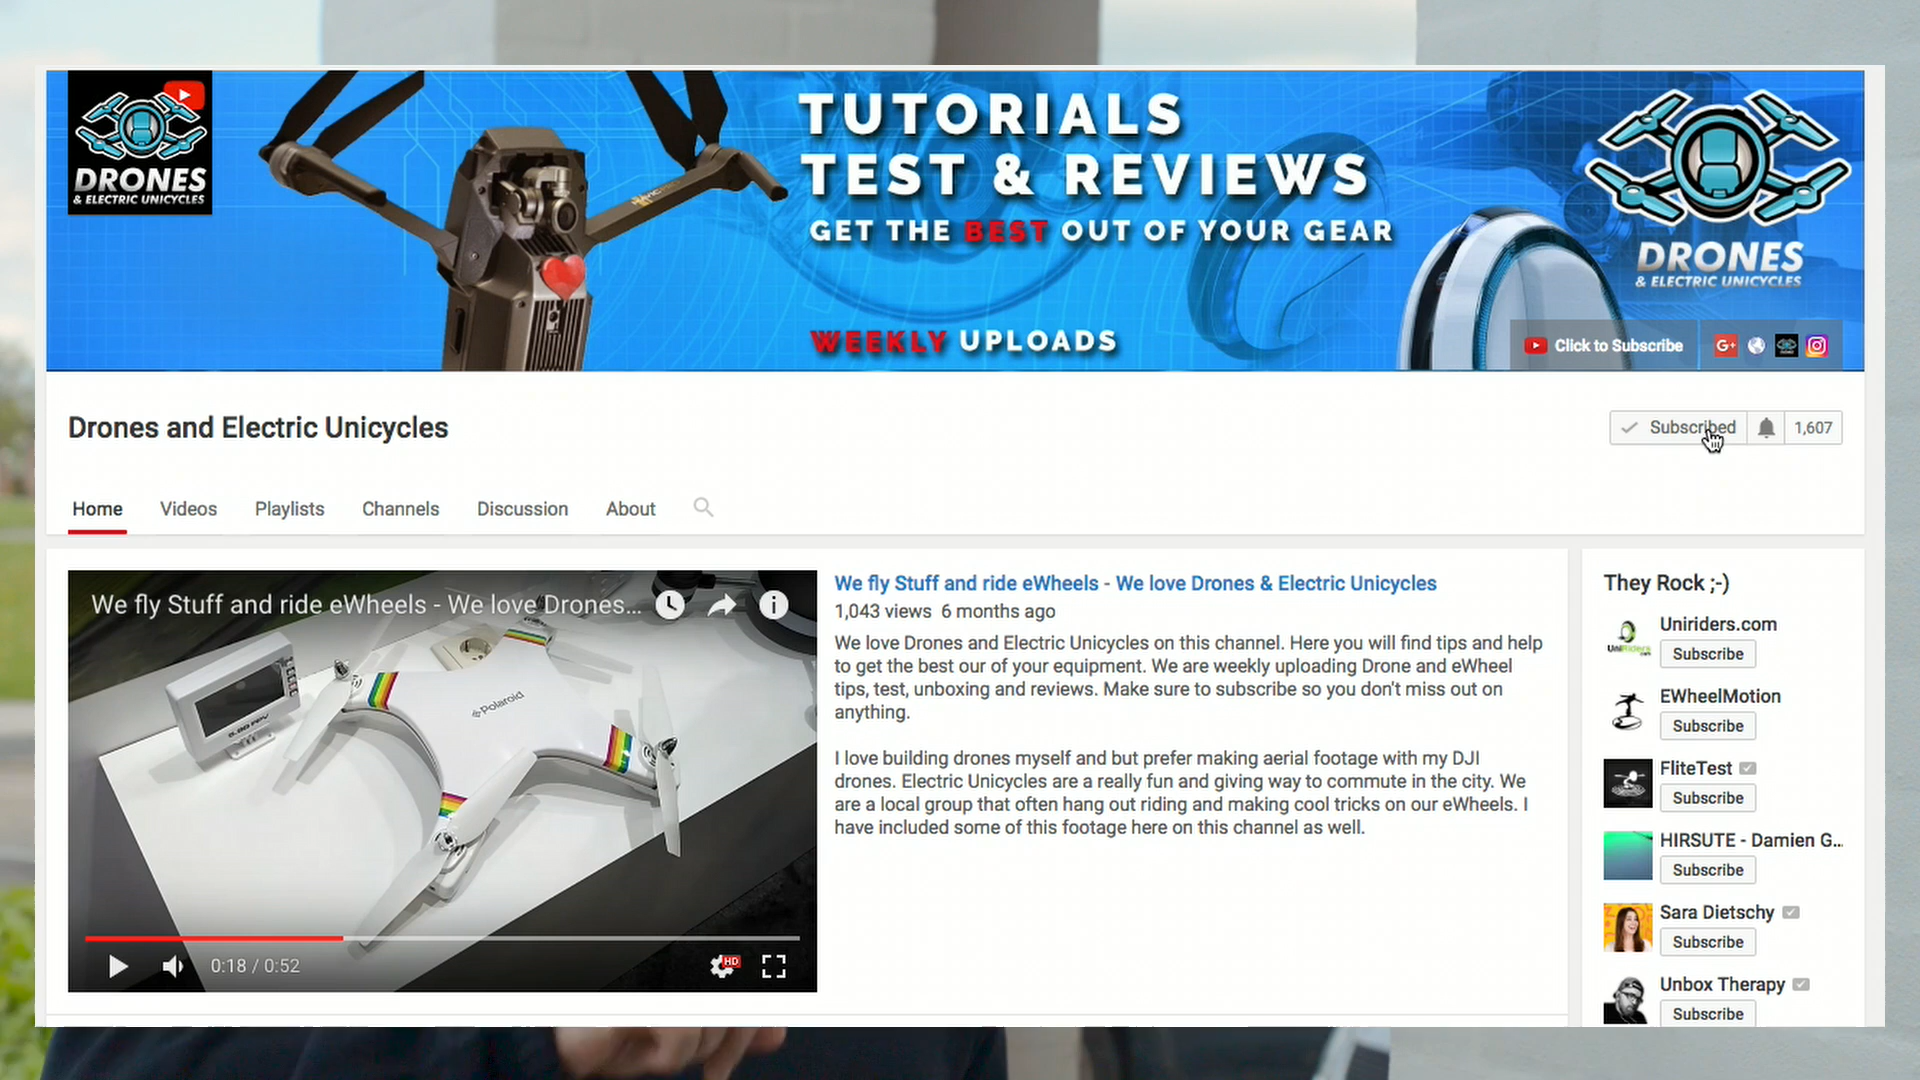 DRONES
& ELECTRIC UNICYCLES
TUTORIALS
TEST & REVIEWS
GET THE BEST OUT OF YOUR GEAR
WEEKLY UPLOADS
DRONES
& ELECTRIC UNICYCLES
Click to Subscribe
G+
Drones and Electric Unicycles
Subscribed
1,607
Home
Videos
Playlists
Channels
Discussion
About
We fly Stuff and ride eWheels - We love Drones...
Polaroid
5.8G FPV
0:18 / 0:52
HD
We fly Stuff and ride eWheels - We love Drones & Electric Unicycles
1,043 views 6 months ago
We love Drones and Electric Unicycles on this channel. Here you will find tips and help
to get the best our of your equipment. We are weekly uploading Drone and eWheel
tips, test, unboxing and reviews. Make sure to subscribe so you don't miss out on
anything.
I love building drones myself and but prefer making aerial footage with my DJI
drones. Electric Unicycles are a really fun and giving way to commute in the city. We
are a local group that often hang out riding and making cool tricks on our eWheels. I
have included some of this footage here on this channel as well.
They Rock ;-)
Uniriders.com
Subscribe
EWheelMotion
Subscribe
FliteTest
Subscribe
HIRSUTE - Damien G...
Subscribe
Sara Dietschy
Subscribe
Unbox Therapy
Subscribe